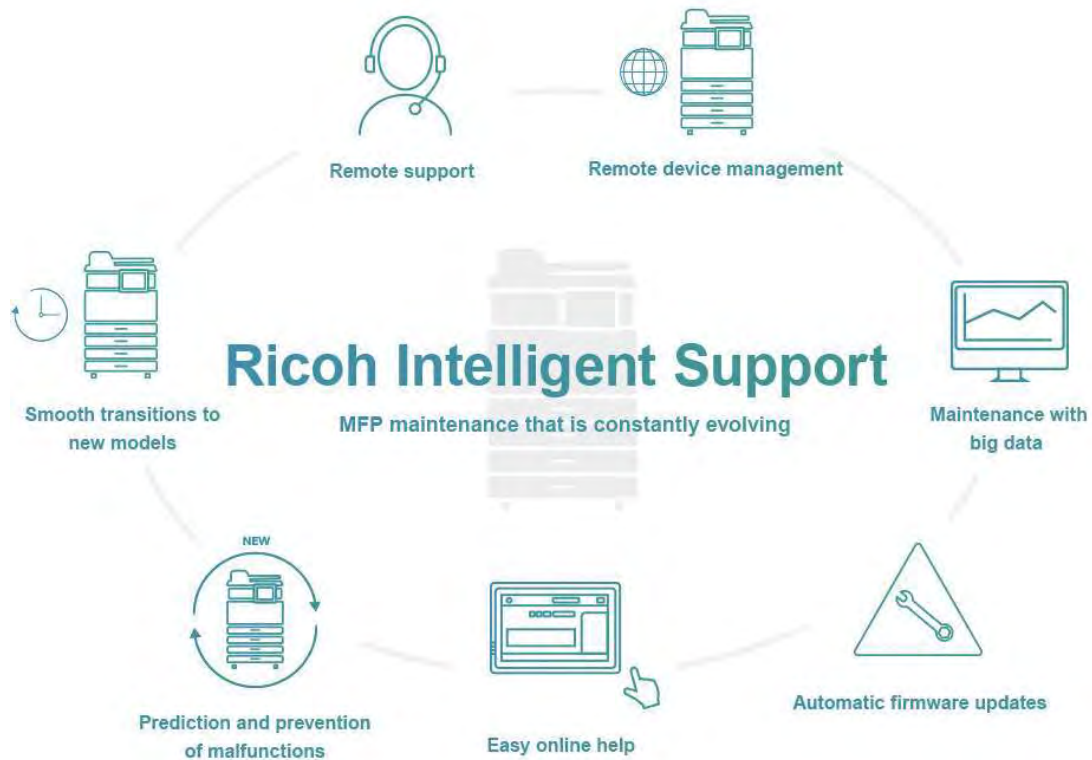 Remote support
Remote device management
Ricoh Intelligent Support
MFP maintenance that is constantly evolving
Smooth transitions to
new models
Maintenance with
big data
NEW
Prediction and prevention
of malfunctions
Easy online help
Automatic firmware updates